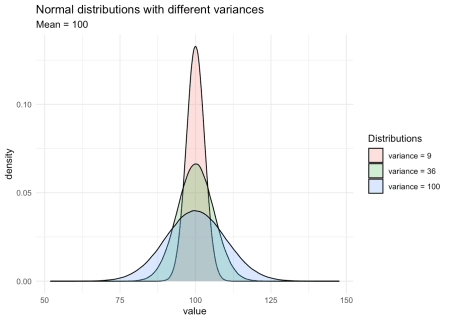 Normal distributions with different variances
Mean = 100
0.10
0.05
0.00
density
50 75 100 125 150
value
Distributions
variance = 9
variance = 36
variance = 100